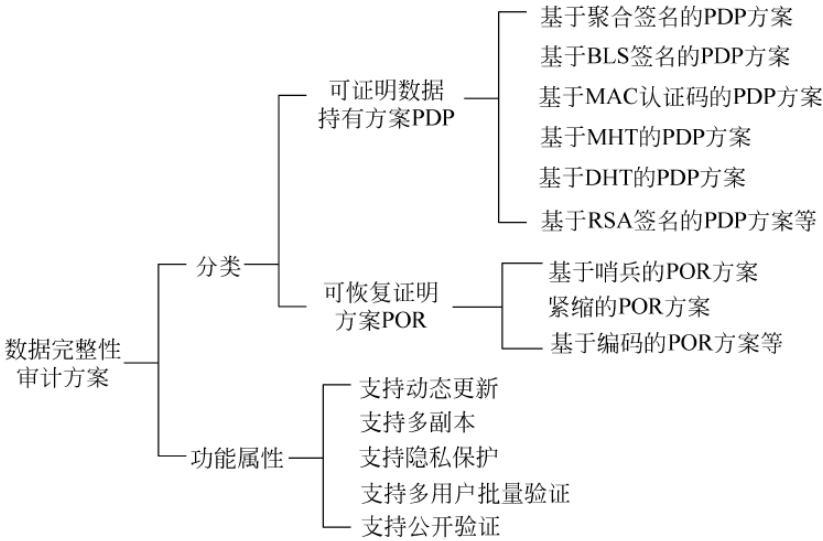 基于聚合签名的PDP方案
基于BLS签名的PDP方案
可证明数据
持有方案PDP
基于MAC认证码的PDP方案
基于MHT的PDP方案
基于DHT的PDP方案
基于RSA签名的PDP方案等
分类
基于哨兵的POR方案
可恢复证明
方案POR
紧缩的POR方案
基于编码的POR方案等
数据完整性
审计方案
支持动态更新
支持多副本
功能属性
支持隐私保护
支持多用户批量验证
支持公开验证